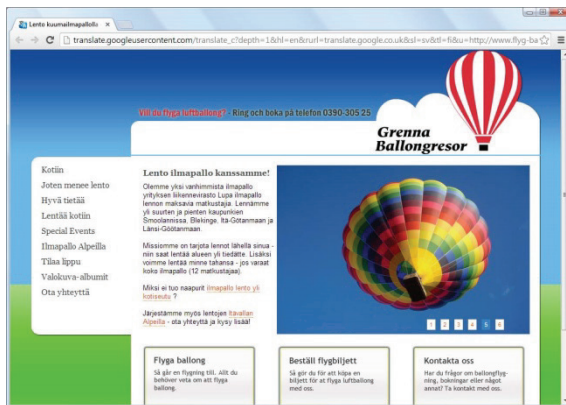 Lento kuumailmapallolla
translate.googleusercontent.com/translate_c?depth=1&hl=en&rurl=translate.google.co.uk&sl=sv&tl=fi&u=http://www.flyg-ba
Vill du flyga luftballong? - Ring och boka på telefon 0390-305 25
Grenna
Ballongresor
Kotiin
Joten menee lento
Hyvä tietää
Lentää kotiin
Special Events
Ilmapallo Alpeilla
Tilaa lippu
Valokuva-albumit
Ota yhteyttä
Lento ilmapallo kanssamme!
Olemme yksi vanhimmista ilmapallo
yrityksen liikennevirasto Lupa ilmapallo
lennon maksavia matkustajia. Lennämme
yli suurten ja pienten kaupunkien
Smoolannissa, Blekinge, Itä-Götanmaan ja
Länsi-Göötanmaan.
Missiomme on tarjota lennot lähellä sinua -
niin saat lentää alueen yli tiedätte. Lisäksi
voimme lentää minne tahansa - jos varaat
koko ilmapallo (12 matkustajaa).
Miksi ei tuo naapurit ilmapallo lento yli
kotiseutu ?
Järjestämme myös lentojen Itävallan
Alpeilla - ota yhteyttä ja kysy lisää!
1 2 3 4 5 6
Flyga ballong
Så går en flygning till. Allt du
behöver veta om att flyga
ballong.
Beställ flygbiljett
Så gör du för att köpa en
biljett för at flyga luftballong
med oss.
Kontakta oss
Har du frågor om ballongflyg-
ning, bokningar eller något
annat? Ta kontakt med oss.